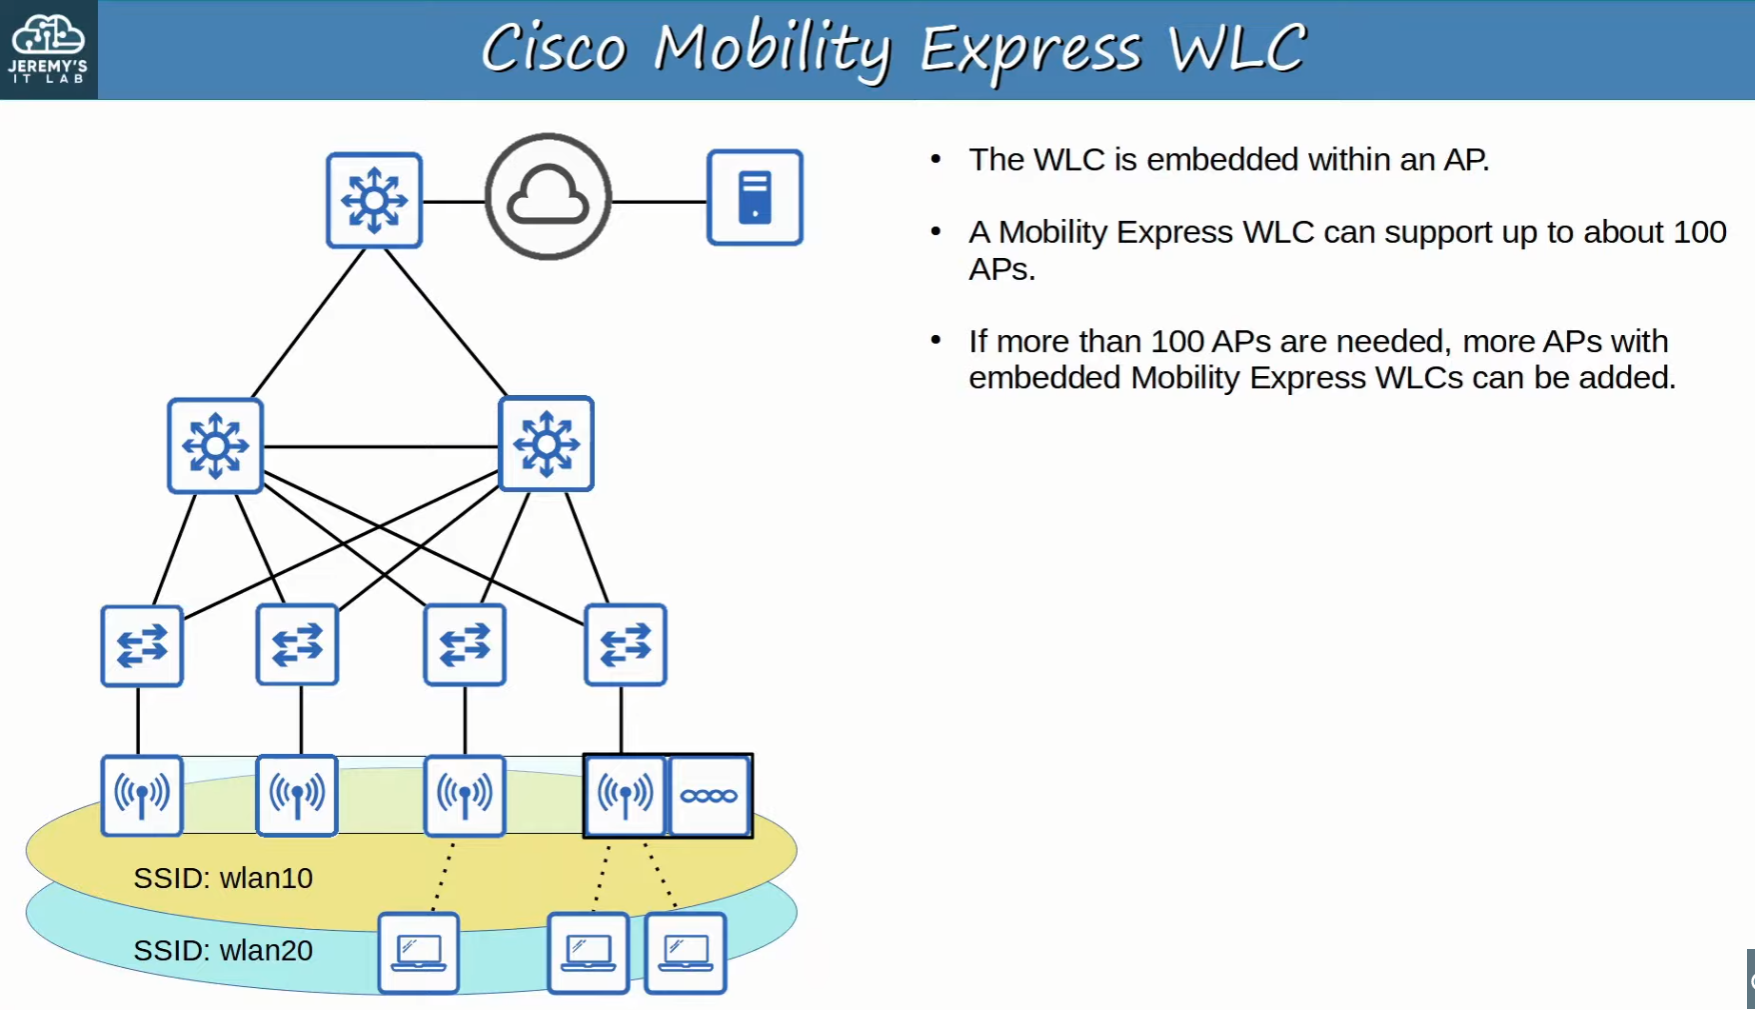 JEREMY'S
IT LAB
Cisco Mobility Express WLC
• The WLC is embedded within an AP.
• A Mobility Express WLC can support up to about 100
APs.
• If more than 100 APs are needed, more APs with
embedded Mobility Express WLCs can be added.
SSID: wlan10
SSID: wlan20